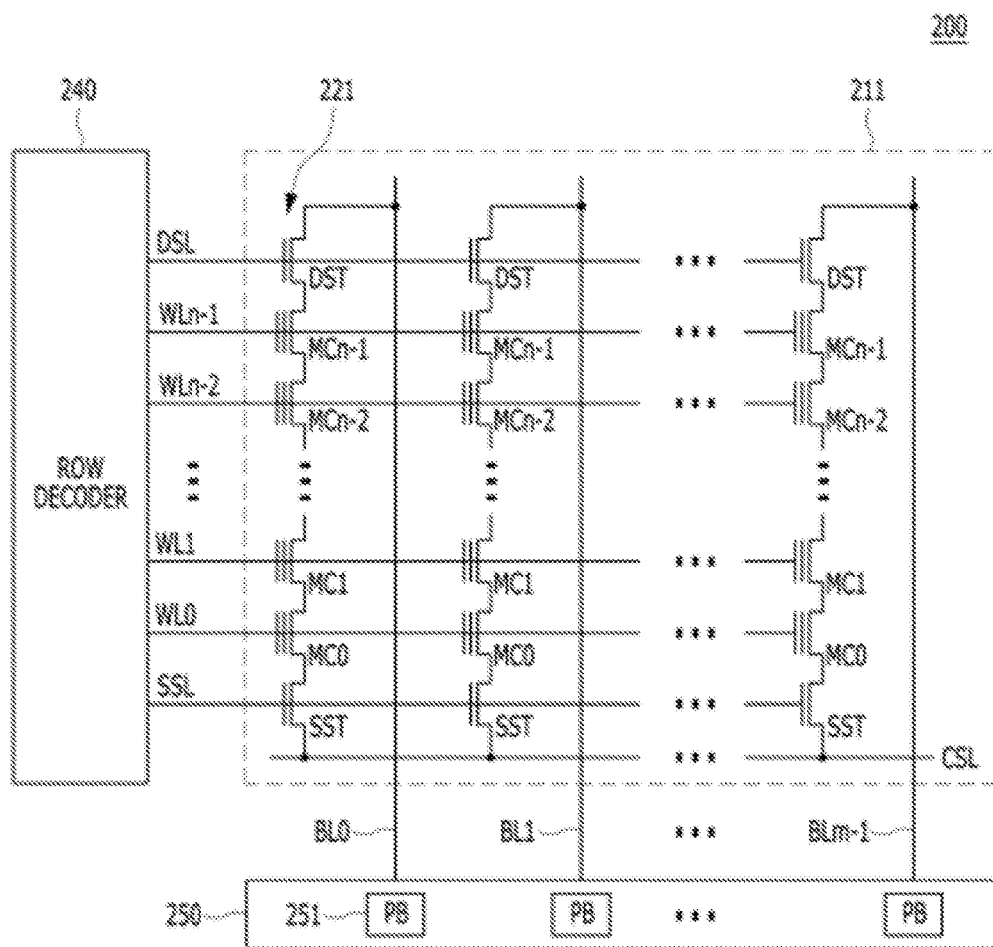 200
240 221 211
DSL
DST DST DST
WLn-1
MCn-1 MCn-1 MCn-1
WLn-2
MCn-2 MCn-2 MCn-2
ROW
DECODER
WL1
MC1 MC1 MC1
WL0
MC0 MC0 MC0
SSL
SST SST SST
CSL
BL0 BL1 BLm-1
250 251 PB PB PB